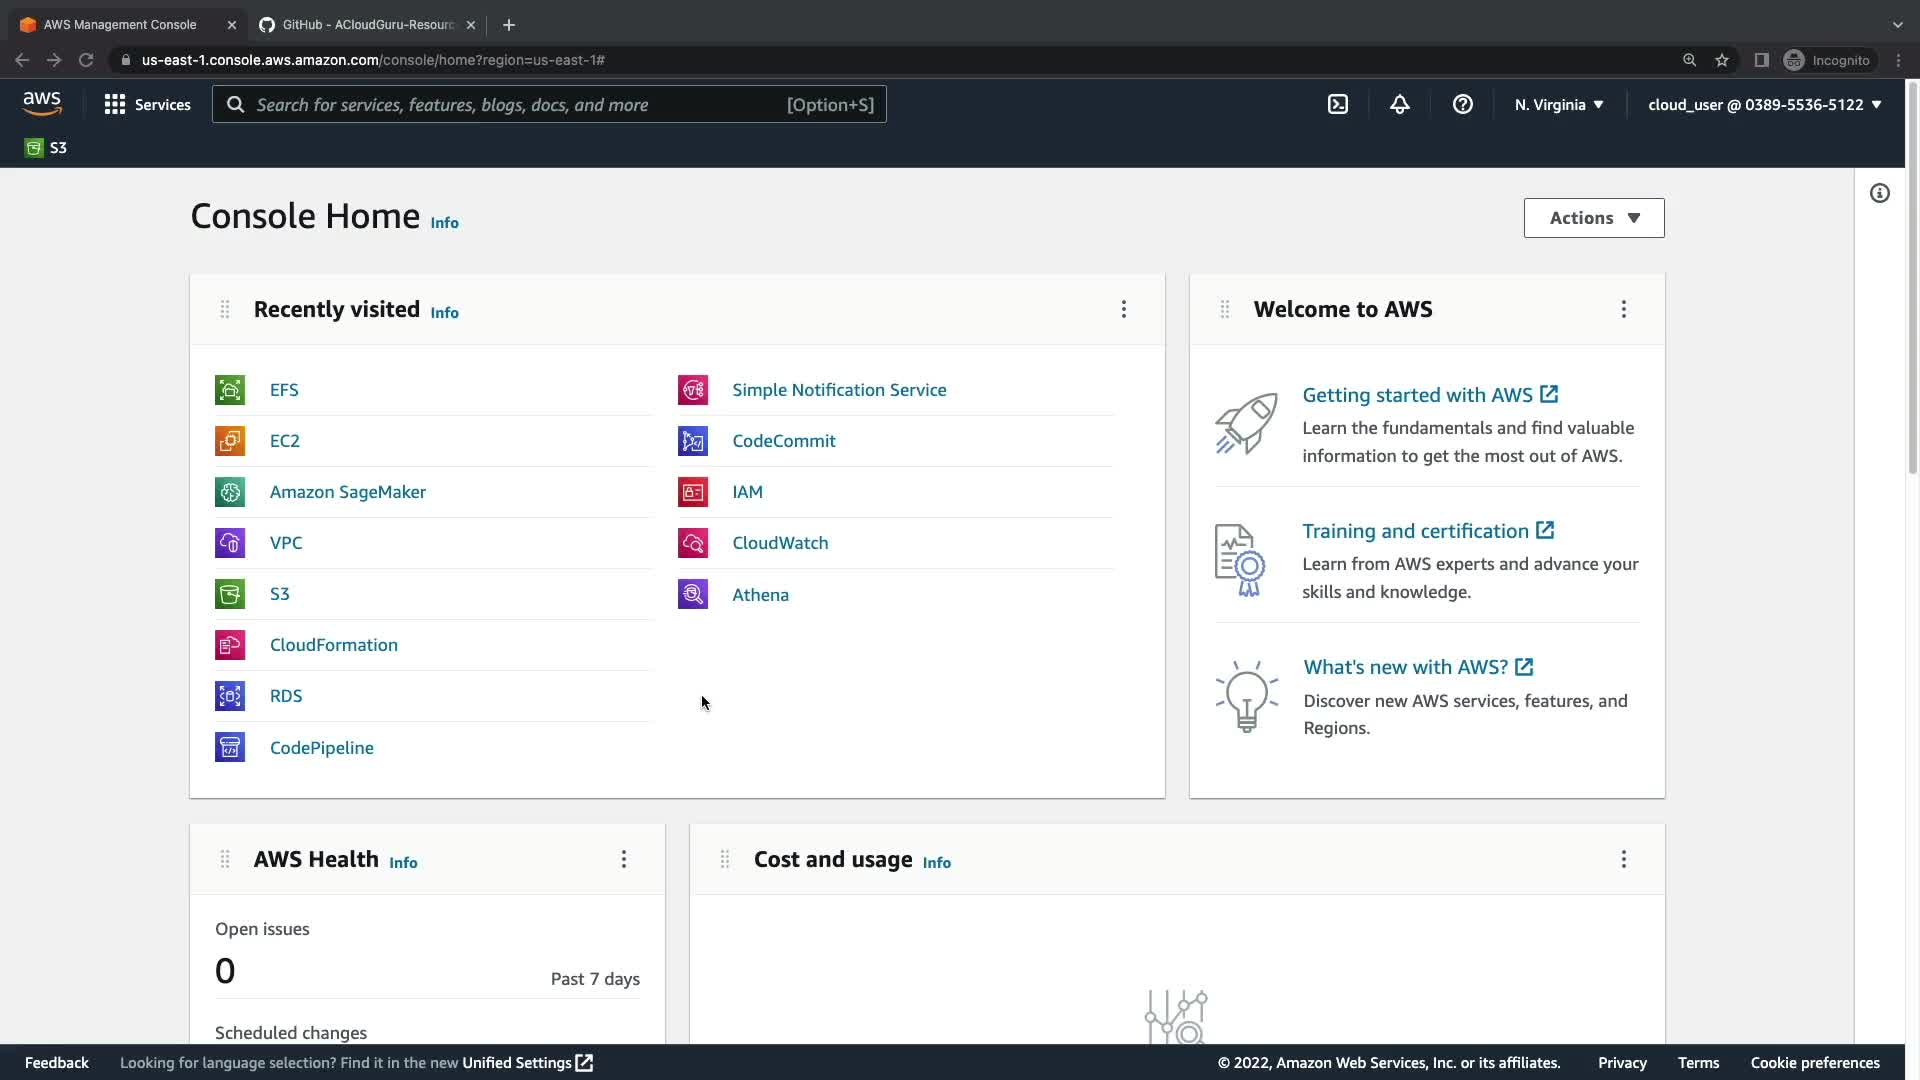 AWS Management Console
GitHub - ACloudGuru-Resourc
us-east-1.console.aws.amazon.com/console/home?region=us-east-1#
Incognito
aws
Services
Search for services, features, blogs, docs, and more
[Option+S]
N. Virginia
cloud_user @ 0389-5536-5122
S3
Console Home Info
Actions
Recently visited Info
EFS
EC2
Amazon SageMaker
VPC
S3
CloudFormation
RDS
CodePipeline
Simple Notification Service
CodeCommit
IAM
CloudWatch
Athena
Welcome to AWS
Getting started with AWS
Learn the fundamentals and find valuable
information to get the most out of AWS.
Training and certification
Learn from AWS experts and advance your
skills and knowledge.
What's new with AWS?
Discover new AWS services, features, and
Regions.
AWS Health Info
Open issues
0
Past 7 days
Scheduled changes
Cost and usage Info
Feedback
Looking for language selection? Find it in the new Unified Settings
© 2022, Amazon Web Services, Inc. or its affiliates.
Privacy
Terms
Cookie preferences